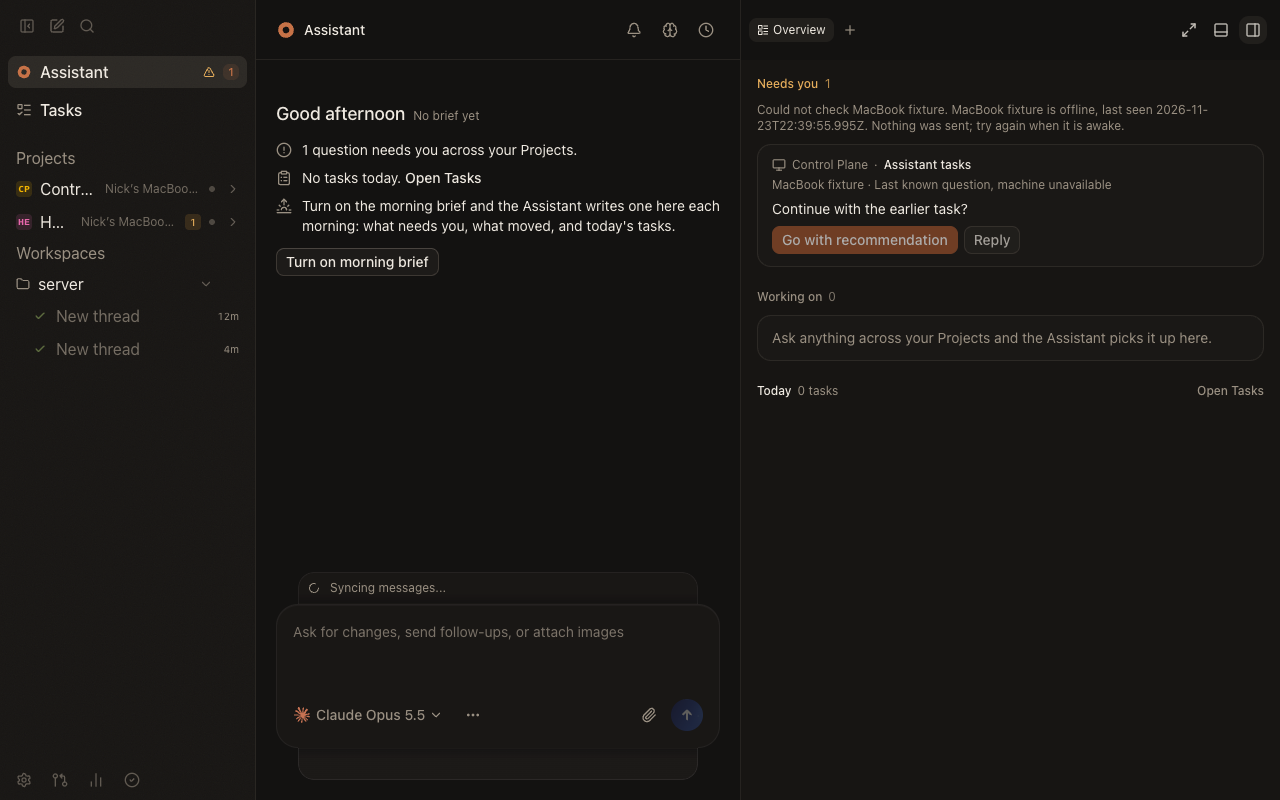 Assistant 1
Tasks
Projects
CP Contr... Nick's MacBoo...
HE H... Nick's MacBoo... 1
Workspaces
server
New thread 12m
New thread 4m
Assistant
Good afternoon No brief yet
1 question needs you across your Projects.
No tasks today. Open Tasks
Turn on the morning brief and the Assistant writes one here each
morning: what needs you, what moved, and today's tasks.
Turn on morning brief
Syncing messages...
Ask for changes, send follow-ups, or attach images
Claude Opus 5.5
Overview
Needs you 1
Could not check MacBook fixture. MacBook fixture is offline, last seen 2026-11-
23T22:39:55.995Z. Nothing was sent; try again when it is awake.
Control Plane · Assistant tasks
MacBook fixture · Last known question, machine unavailable
Continue with the earlier task?
Go with recommendation Reply
Working on 0
Ask anything across your Projects and the Assistant picks it up here.
Today 0 tasks Open Tasks